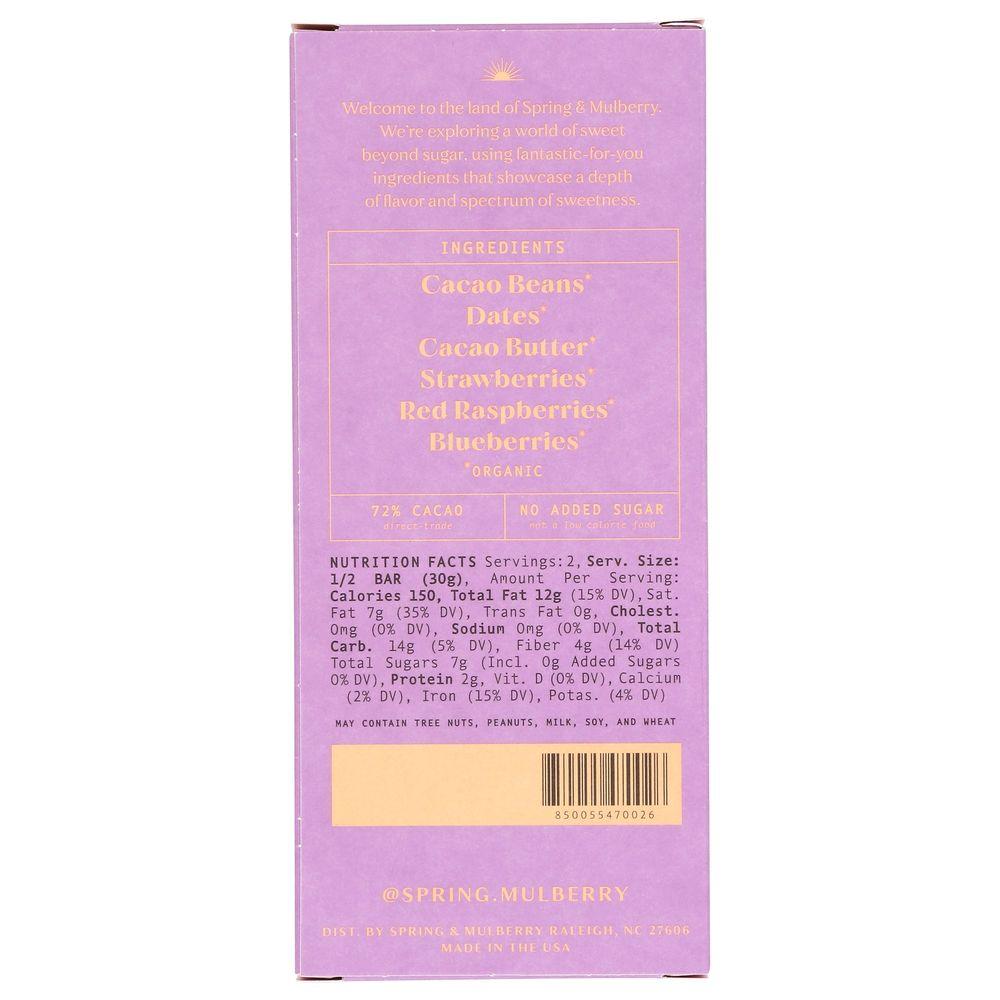 Welcome to the land of Spring & Mulberry.
We're exploring a world of sweet
beyond sugar, using fantastic-for-you
ingredients that showcase a depth
of flavor and spectrum of sweetness.
INGREDIENTS
Cacao Beans*
Dates*
Cacao Butter*
Strawberries*
Red Raspberries*
Blueberries*
*ORGANIC
72% CACAO
direct-trade
NO ADDED SUGAR
not a low calorie food
NUTRITION FACTS Servings: 2, Serv. Size:
1/2 BAR (30g), Amount Per Serving:
Calories 150, Total Fat 12g (15% DV), Sat.
Fat 7g (35% DV), Trans Fat 0g, Cholest.
0mg (0% DV), Sodium 0mg (0% DV), Total
Carb. 14g (5% DV), Fiber 4g (14% DV)
Total Sugars 7g (Incl. 0g Added Sugars
0% DV), Protein 2g, Vit. D (0% DV), Calcium
(2% DV), Iron (15% DV), Potas. (4% DV)
MAY CONTAIN TREE NUTS, PEANUTS, MILK, SOY, AND WHEAT
850055470026
@SPRING.MULBERRY
DIST. BY SPRING & MULBERRY RALEIGH, NC 27606
MADE IN THE USA